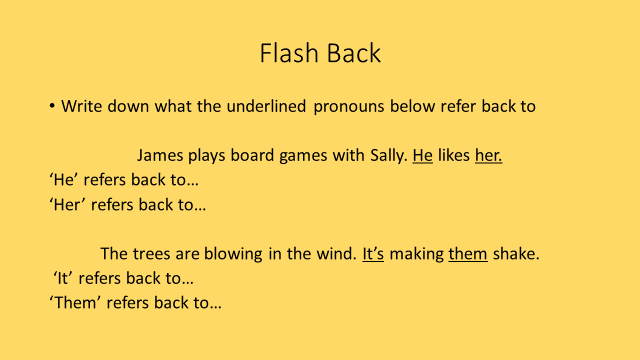 Flash Back
• Write down what the underlined pronouns below refer back to
James plays board games with Sally. He likes her.
‘He’ refers back to…
‘Her’ refers back to…
The trees are blowing in the wind. It’s making them shake.
‘It’ refers back to…
‘Them’ refers back to…